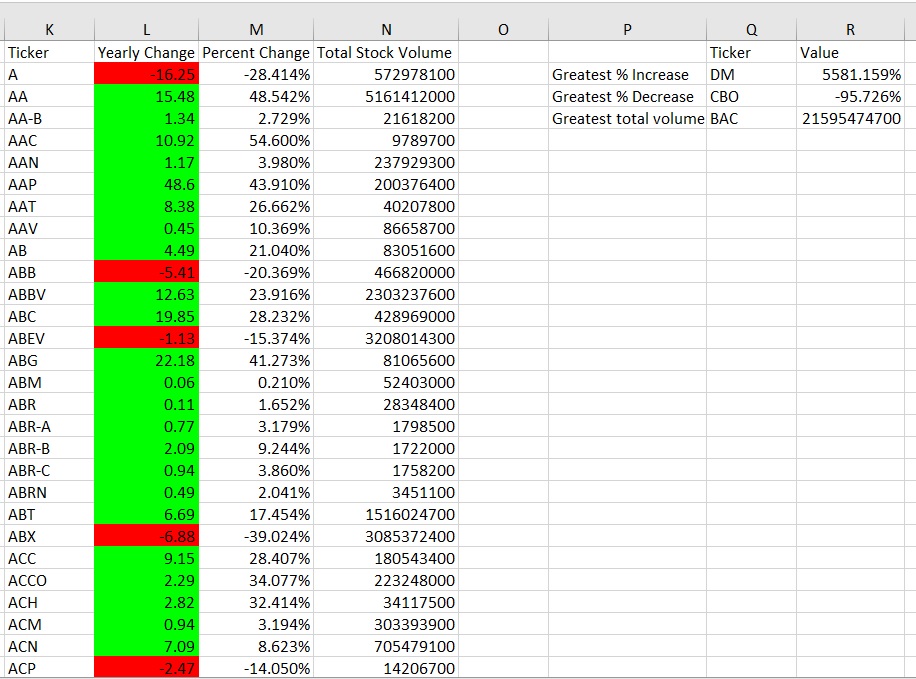 K L M N O P Q R
Ticker Yearly Change Percent Change Total Stock Volume Ticker Value
A -16.25 -28.414% 572978100 Greatest % Increase DM 5581.159%
AA 15.48 48.542% 5161412000 Greatest % Decrease CBO -95.726%
AA-B 1.34 2.729% 21618200 Greatest total volume BAC 21595474700
AAC 10.92 54.600% 9789700
AAN 1.17 3.980% 237929300
AAP 48.6 43.910% 200376400
AAT 8.38 26.662% 40207800
AAV 0.45 10.369% 86658700
AB 4.49 21.040% 83051600
ABB -5.41 -20.369% 466820000
ABBV 12.63 23.916% 2303237600
ABC 19.85 28.232% 428969000
ABEV -1.13 -15.374% 3208014300
ABG 22.18 41.273% 81065600
ABM 0.06 0.210% 52403000
ABR 0.11 1.652% 28348400
ABR-A 0.77 3.179% 1798500
ABR-B 2.09 9.244% 1722000
ABR-C 0.94 3.860% 1758200
ABRN 0.49 2.041% 3451100
ABT 6.69 17.454% 1516024700
ABX -6.88 -39.024% 3085372400
ACC 9.15 28.407% 180543400
ACCO 2.29 34.077% 223248000
ACH 2.82 32.414% 34117500
ACM 0.94 3.194% 303393900
ACN 7.09 8.623% 705479100
ACP -2.47 -14.050% 14206700